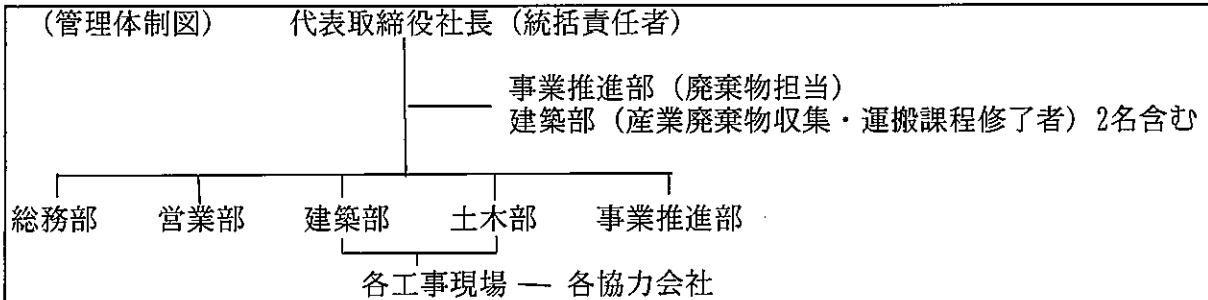 (管理体制図) 代表取締役社長（統括責任者）
事業推進部（廃棄物担当）
建築部（産業廃棄物収集・運搬課程修了者）2名含む
総務部 営業部 建築部 土木部 事業推進部
各工事現場 ― 各協力会社